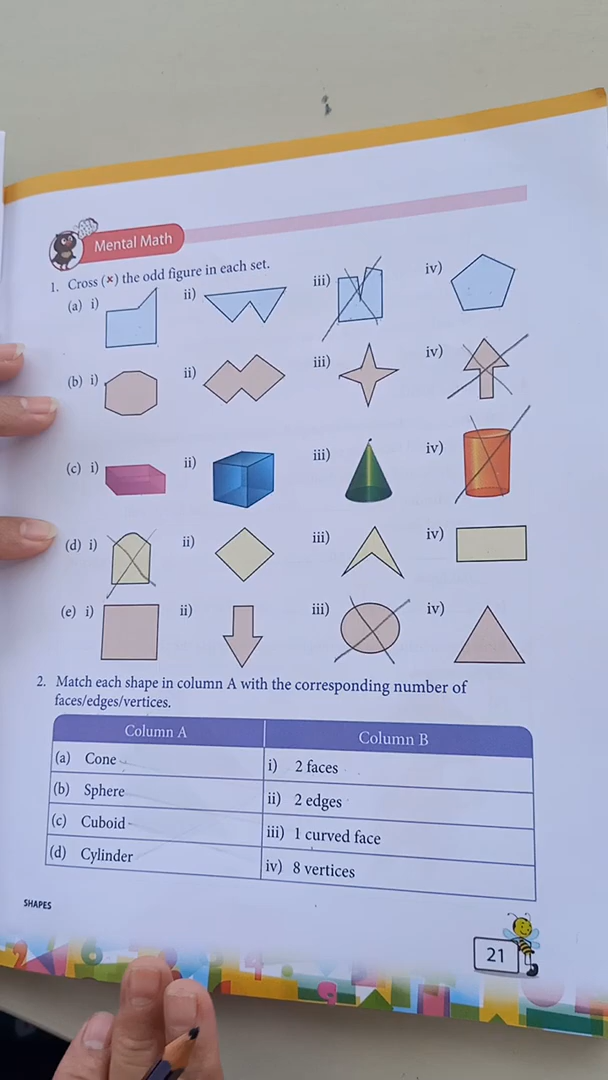 Mental Math
1. Cross (×) the odd figure in each set.
(a) i) ii) iii) iv)
(b) i) ii) iii) iv)
(c) i) ii) iii) iv)
(d) i) ii) iii) iv)
(e) i) ii) iii) iv)
2. Match each shape in column A with the corresponding number of
faces/edges/vertices.
Column A Column B
(a) Cone i) 2 faces
(b) Sphere ii) 2 edges
(c) Cuboid iii) 1 curved face
(d) Cylinder iv) 8 vertices
SHAPES
21